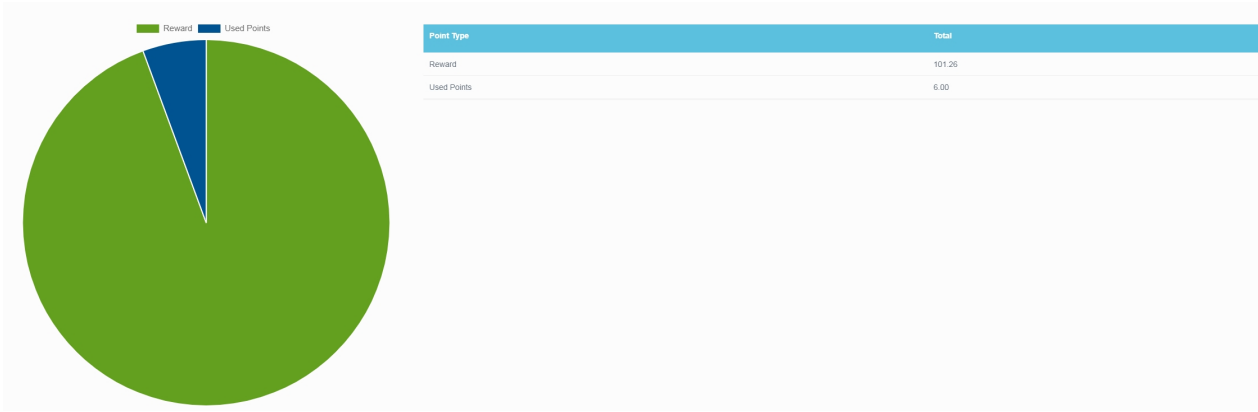 Reward Used Points
Point Type Total
Reward 101.26
Used Points 6.00